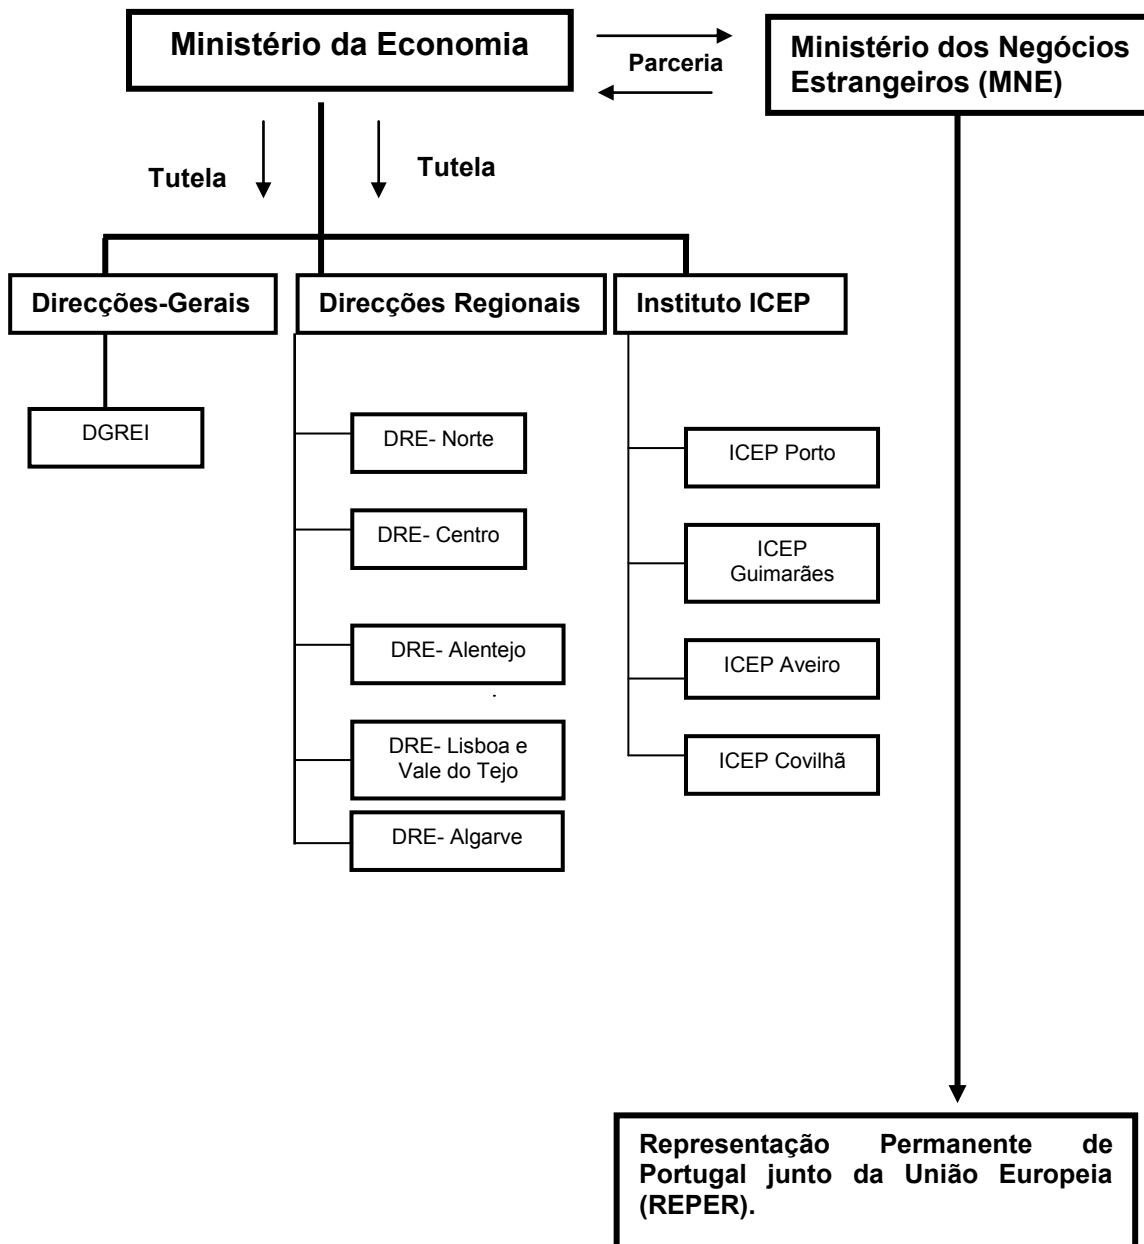 Ministério da Economia
Parceria
Ministério dos Negócios
Estrangeiros (MNE)
Tutela
Tutela
Direcções-Gerais
Direcções Regionais
Instituto ICEP
DGREI
DRE- Norte
DRE- Centro
DRE- Alentejo
.
DRE- Lisboa e
Vale do Tejo
DRE- Algarve
ICEP Porto
ICEP
Guimarães
ICEP Aveiro
ICEP Covilhã
Representação Permanente de
Portugal junto da União Europeia
(REPER).